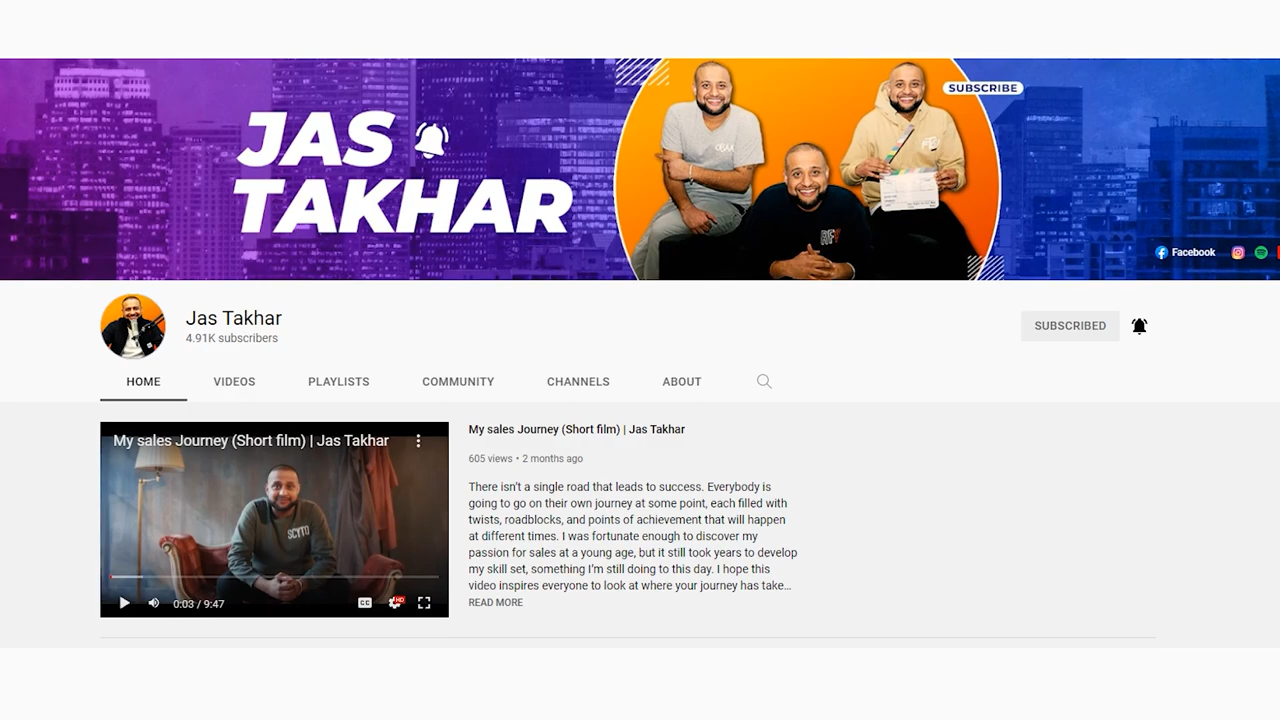 JAS
TAKHAR
SUBSCRIBE
RFY
Facebook
Jas Takhar
4.91K subscribers
SUBSCRIBED
HOME
VIDEOS
PLAYLISTS
COMMUNITY
CHANNELS
ABOUT
My sales Journey (Short film) | Jas Takhar
SCYTO
0:03 / 9:47
CC
HD
My sales Journey (Short film) | Jas Takhar
605 views • 2 months ago
There isn't a single road that leads to success. Everybody is
going to go on their own journey at some point, each filled with
twists, roadblocks, and points of achievement that will happen
at different times. I was fortunate enough to discover my
passion for sales at a young age, but it still took years to develop
my skill set, something I'm still doing to this day. I hope this
video inspires everyone to look at where your journey has take...
READ MORE